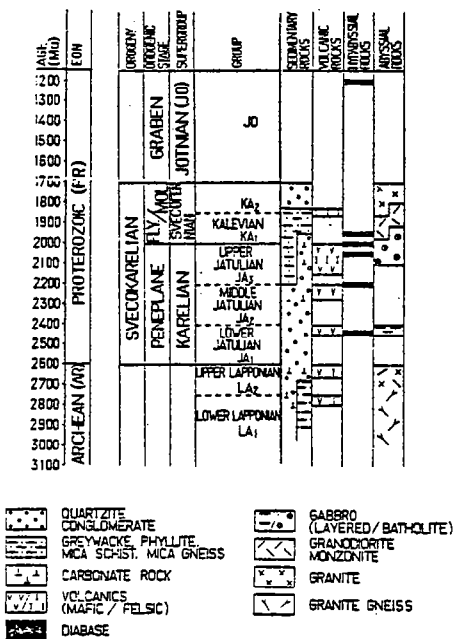 AGE (Mu)
EON
OROGENY
OROGENIC STAGE
SUPERGROUP
GROUP
SEDIMENTARY ROCKS
VOLCANIC ROCKS
HYPABYSSAL ROCKS
ABYSSAL ROCKS
1200
1300
1400
1500
1600
1700
1800
1900
2000
2100
2200
2300
2400
2500
2600
2700
2800
2900
3000
3100
PROTEROZOIC (PR)
ARCHEAN (AR)
SVECOKARELIAN
GRABEN
FLY/MOL
PENEPLANE
JOTNIAN (JO)
KARELIAN
JO
KA2
KALEVIAN
KA1
UPPER
JATULIAN
JA3
MIDDLE
JATULIAN
JA2
LOWER
JATULIAN
JA1
UPPER LAPPONIAN
LA2
LOWER LAPPONIAN
LA1
QUARTZITE
CONGLOMERATE
GREYWACKE, PHYLLITE,
MICA SCHIST, MICA GNEISS
CARBONATE ROCK
VOLCANICS
(MAFIC / FELSIC)
DIABASE
GABBRO
(LAYERED / BATHOLITE)
GRANODIORITE
MONZONITE
GRANITE
GRANITE GNEISS